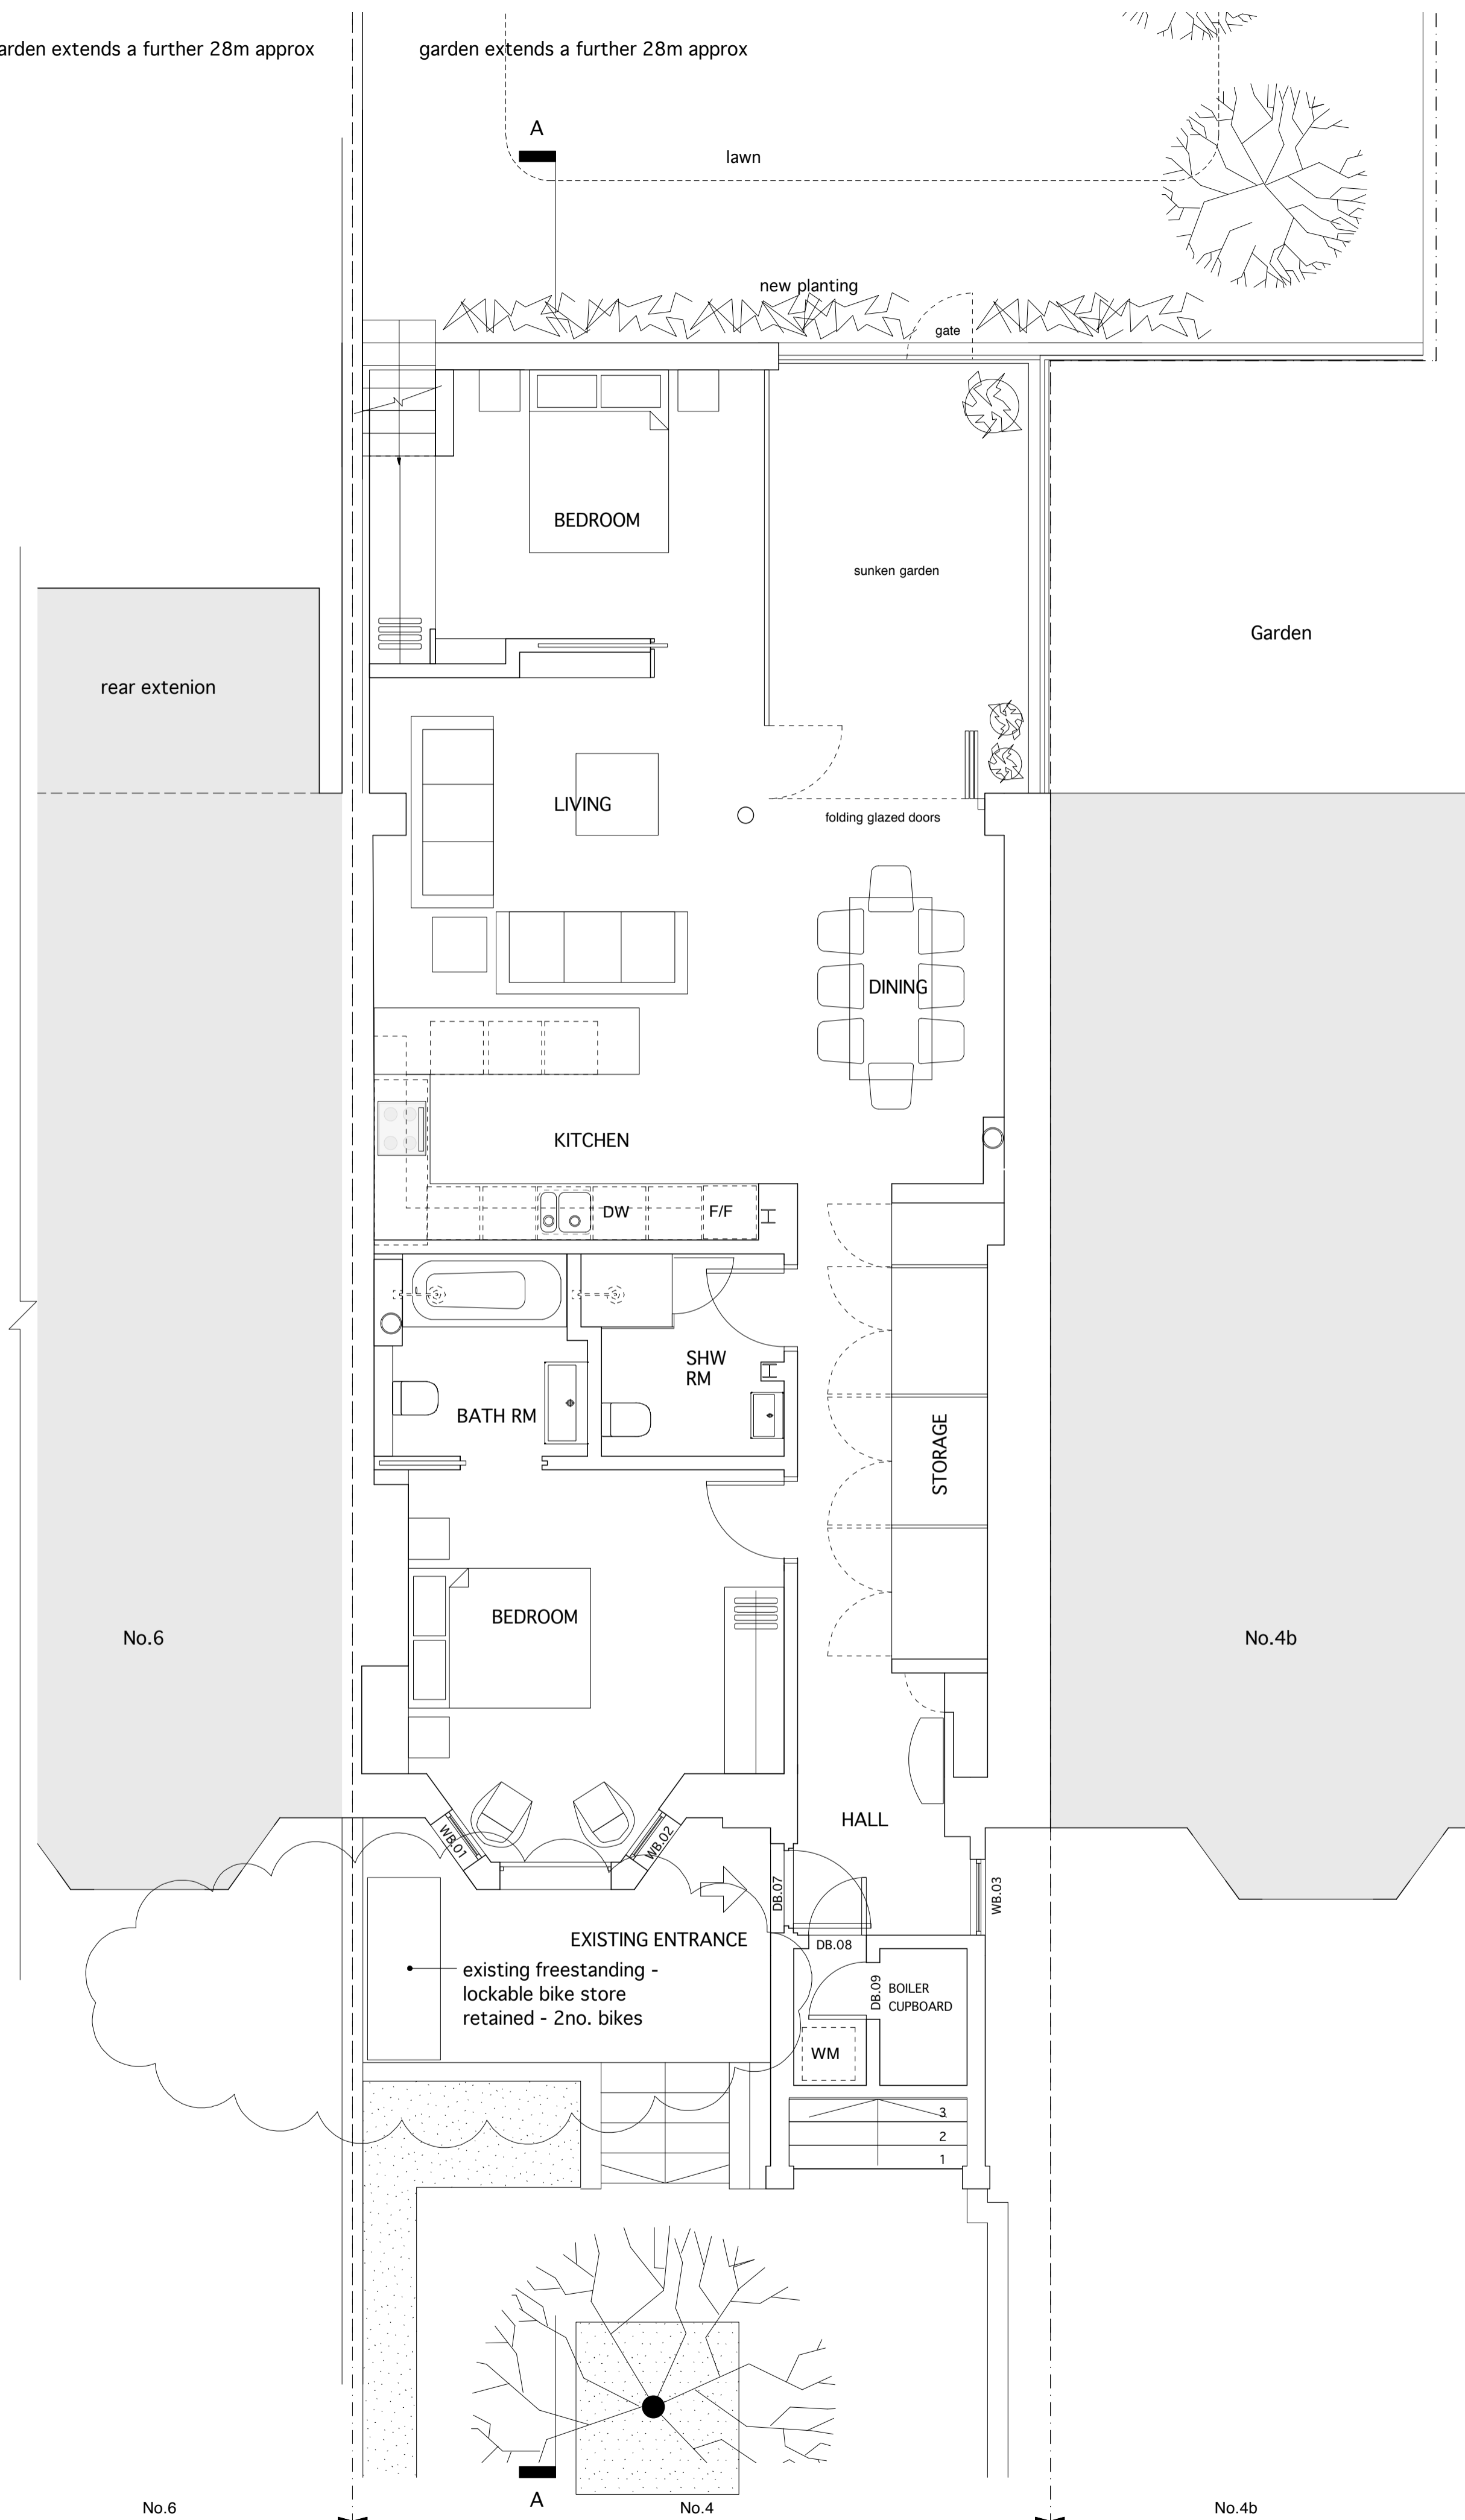 arden extends a further 28m approx
garden extends a further 28m approx
A
lawn
new planting
gate
BEDROOM
sunken garden
Garden
rear extenion
LIVING
folding glazed doors
DINING
KITCHEN
DW
F/F
SHW
RM
BATH RM
STORAGE
BEDROOM
No.6
No.4b
HALL
WB.01
WB.02
DB.07
WB.03
EXISTING ENTRANCE
DB.08
existing freestanding -
lockable bike store
retained - 2no. bikes
DB.09
BOILER
CUPBOARD
WM
3
2
1
A
No.6
No.4
No.4b